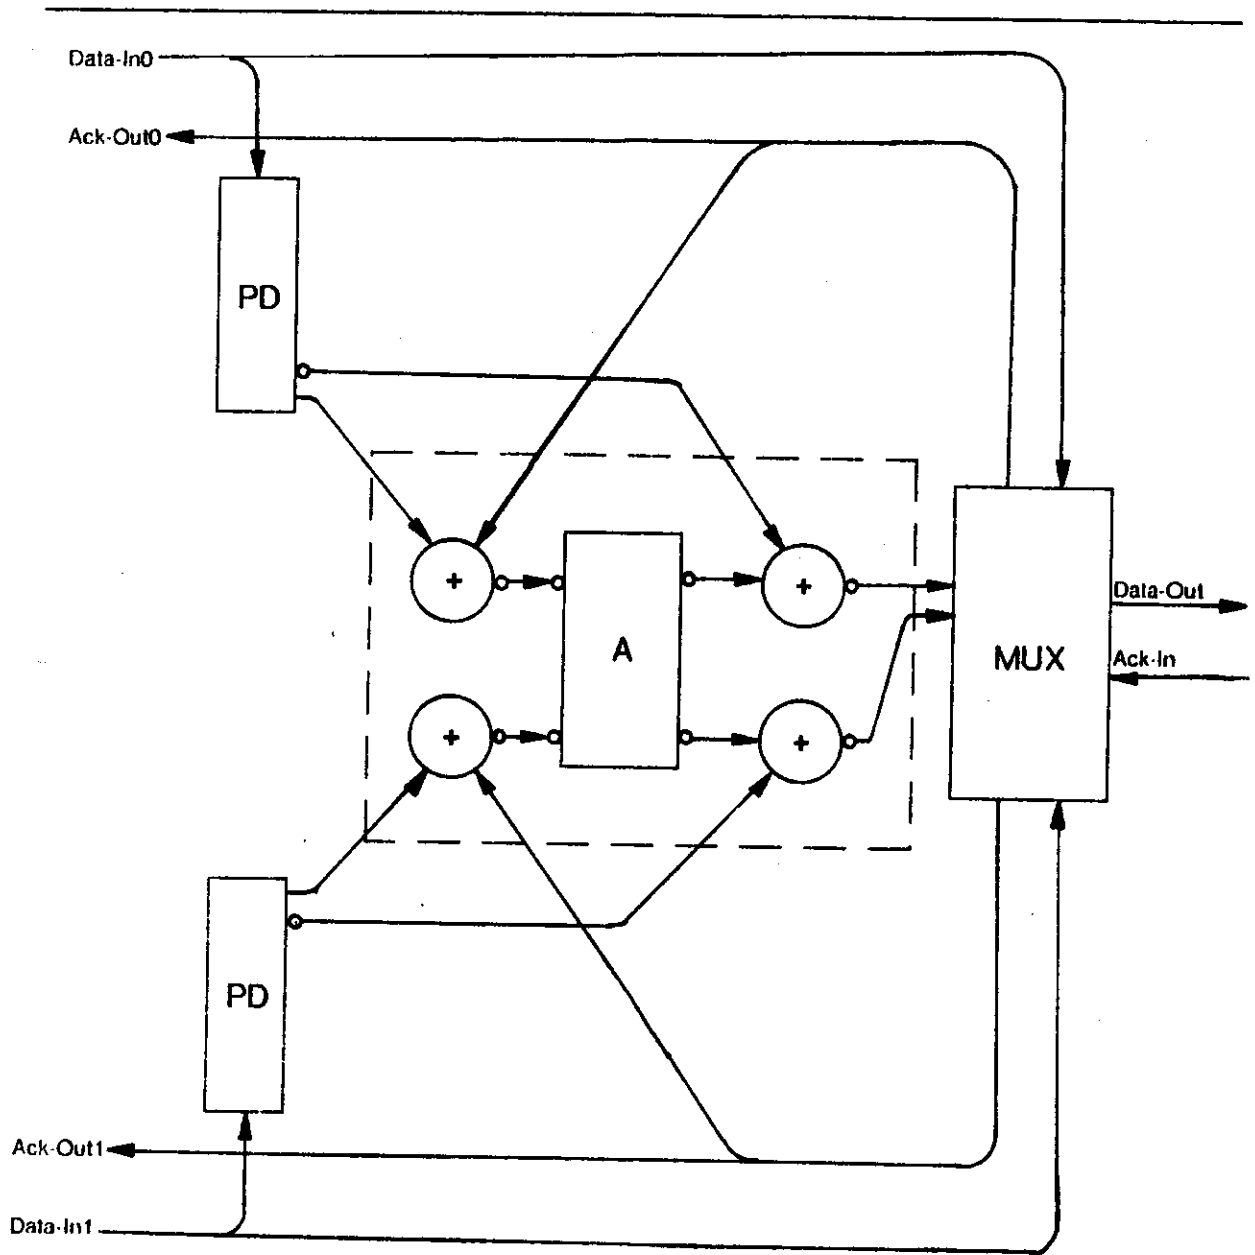 Data-In0
Ack-Out0
PD
+ +
Data-Out
A
MUX
Ack-In
+ +
PD
Ack-Out1
Data-In1